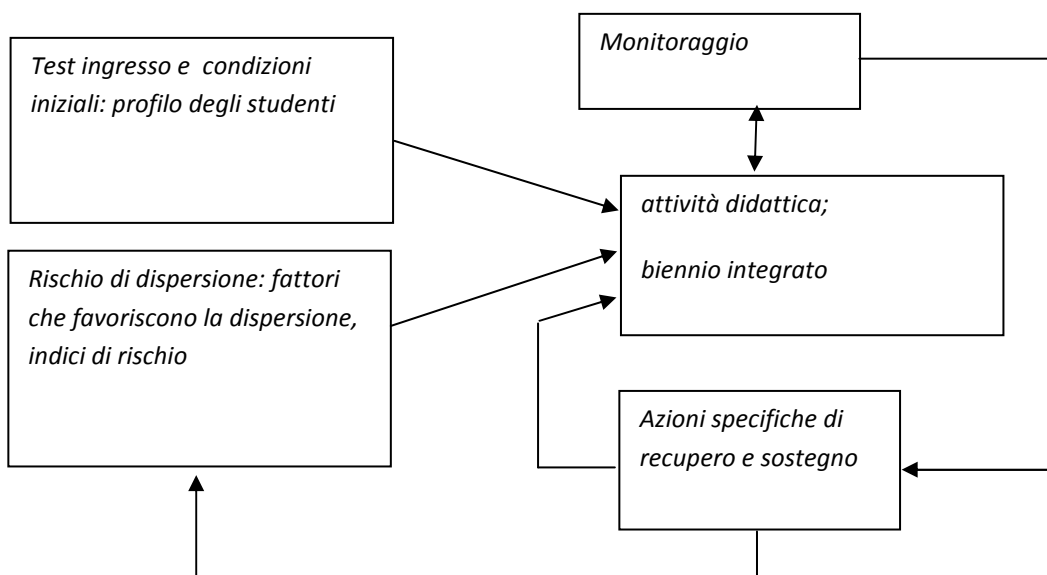 Test ingresso e condizioni
iniziali: profilo degli studenti
Monitoraggio
attività didattica;
biennio integrato
Rischio di dispersione: fattori
che favoriscono la dispersione,
indici di rischio
Azioni specifiche di
recupero e sostegno